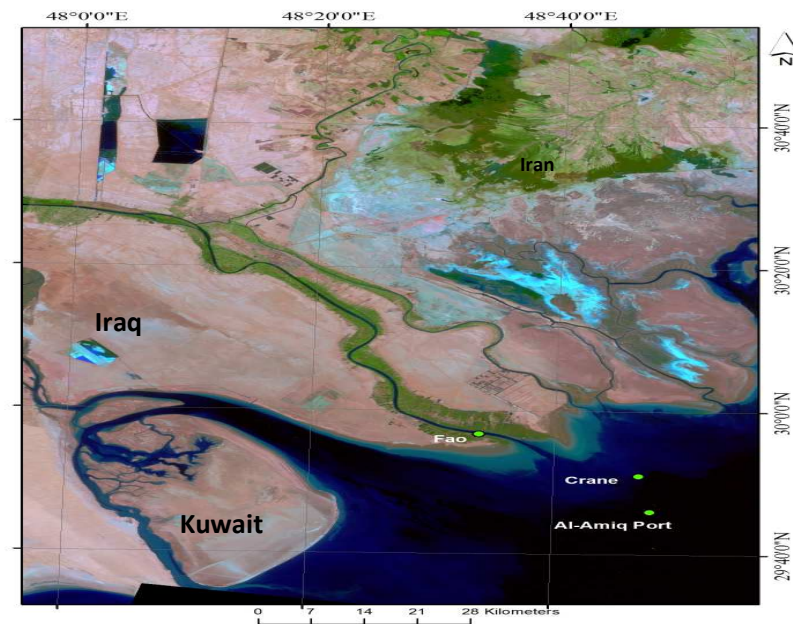 48°0'0"E 48°20'0"E 48°40'0"E
N
30°40'0"N
Iran
30°20'0"N
Iraq
30°0'0"N
Fao
Crane
Kuwait
Al-Amiq Port
29°40'0"N
0 7 14 21 28 Kilometers